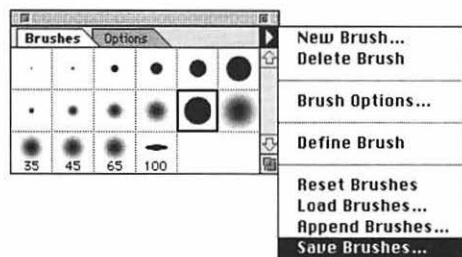 Brushes
Options
35 45 65 100
New Brush...
Delete Brush
Brush Options...
Define Brush
Reset Brushes
Load Brushes...
Append Brushes...
Save Brushes...